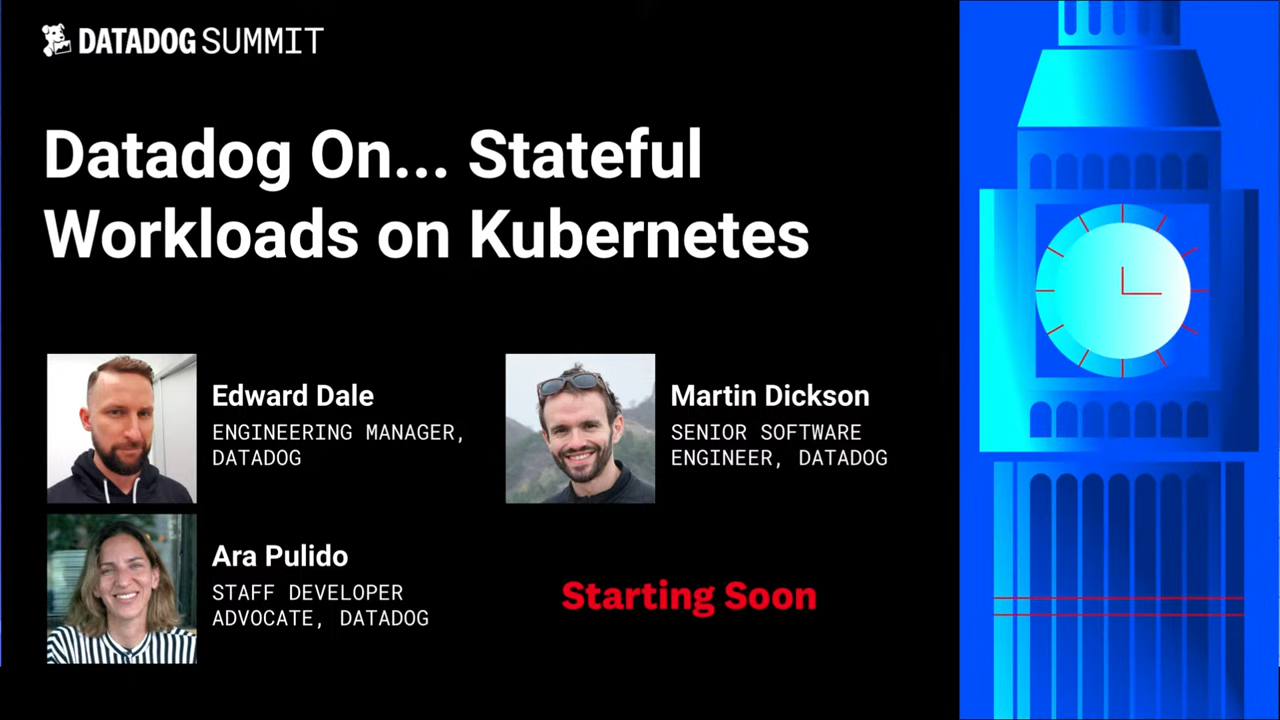 DATADOG SUMMIT
Datadog On... Stateful
Workloads on Kubernetes
Edward Dale
ENGINEERING MANAGER,
DATADOG
Martin Dickson
SENIOR SOFTWARE
ENGINEER, DATADOG
Ara Pulido
STAFF DEVELOPER
ADVOCATE, DATADOG
Starting Soon